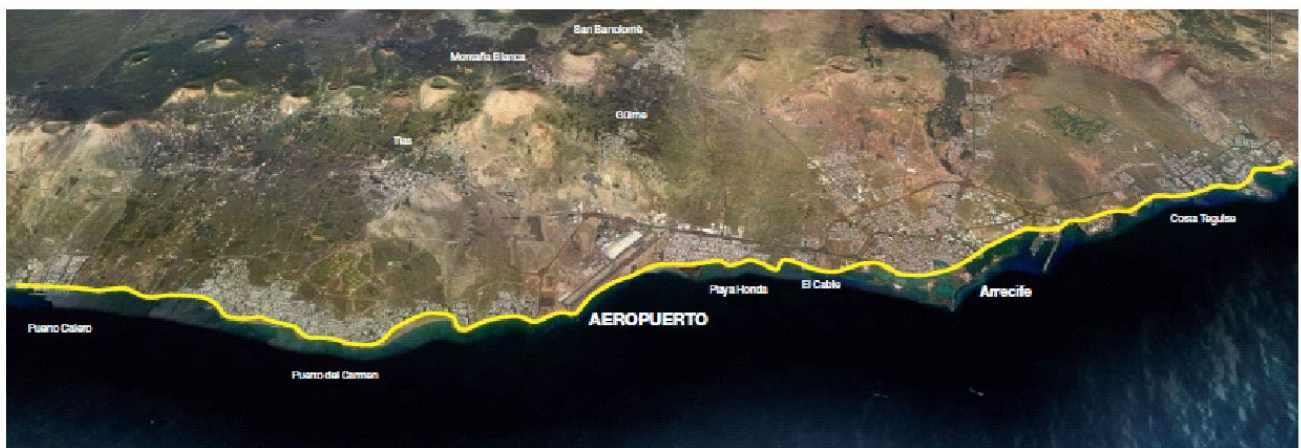 San Bartolomé
Montaña Blanca
Güime
Tías
Costa Teguise
Playa Honda
El Cable
Arrecife
AEROPUERTO
Puerto Calero
Puerto del Carmen